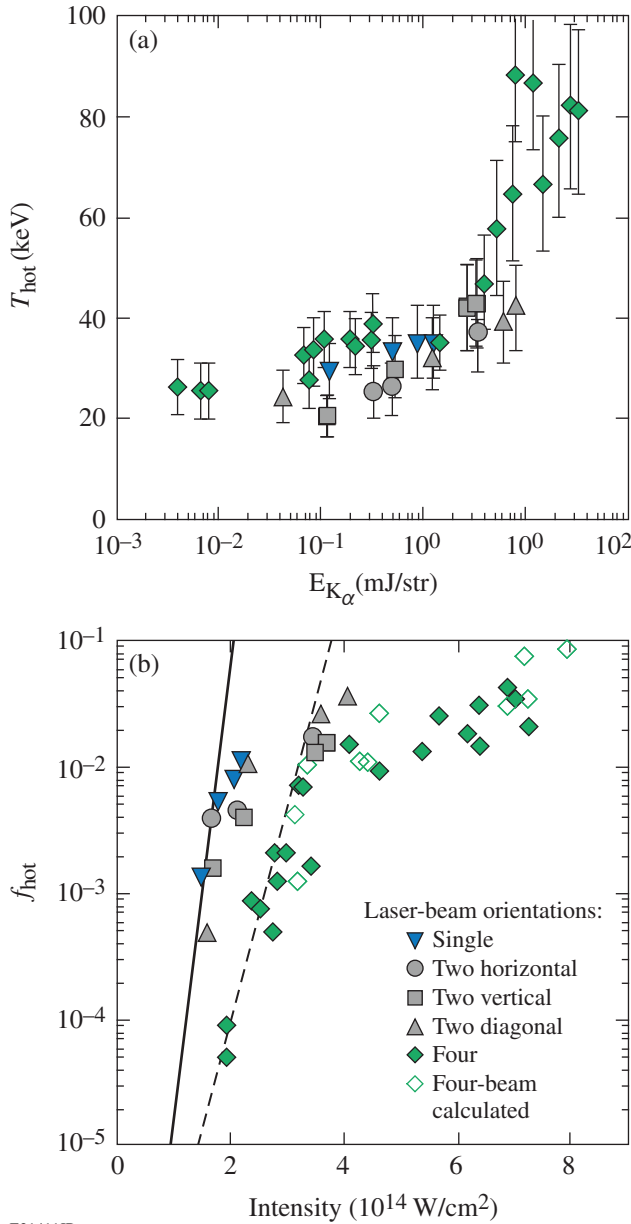 (a)
100
80
60
40
20
0
T_hot (keV)
10^–3 10^–2 10^–1 10^0 10^0 10^2
E_Kα (mJ/str)
(b)
10^–1
10^–2
10^–3
10^–4
10^–5
f_hot
Laser-beam orientations:
Single
Two horizontal
Two vertical
Two diagonal
Four
Four-beam
calculated
0 2 4 6 8
Intensity (10^14 W/cm^2)